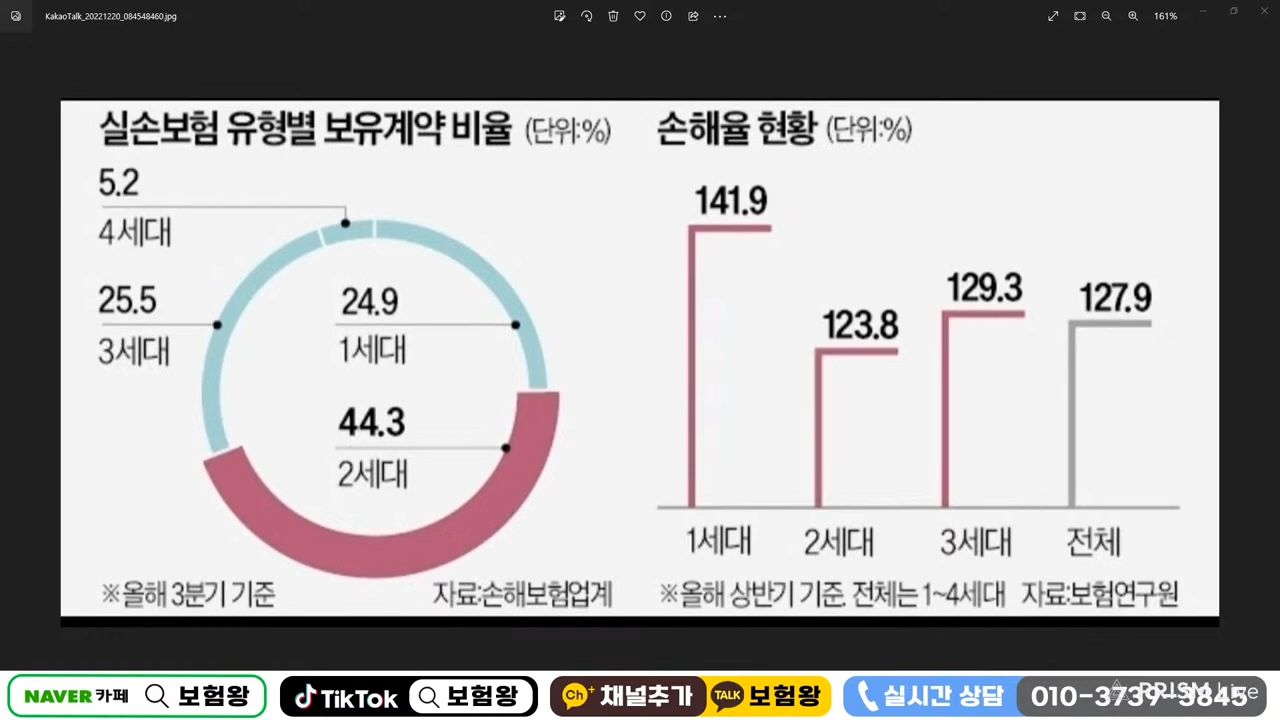 KakaoTalk_20221220_084548460.jpg
161%
실손보험 유형별 보유계약 비율 (단위:%)
5.2
4세대
25.5
3세대
24.9
1세대
44.3
2세대
※올해 3분기 기준
자료:손해보험업계
손해율 현황 (단위:%)
141.9
123.8
129.3
127.9
1세대
2세대
3세대
전체
※올해 상반기 기준. 전체는 1~4세대
자료:보험연구원
NAVER 카페 보험왕
TikTok 보험왕
Ch+ 채널추가 TALK 보험왕
실시간 상담 010-3739-3845
PRISM Live